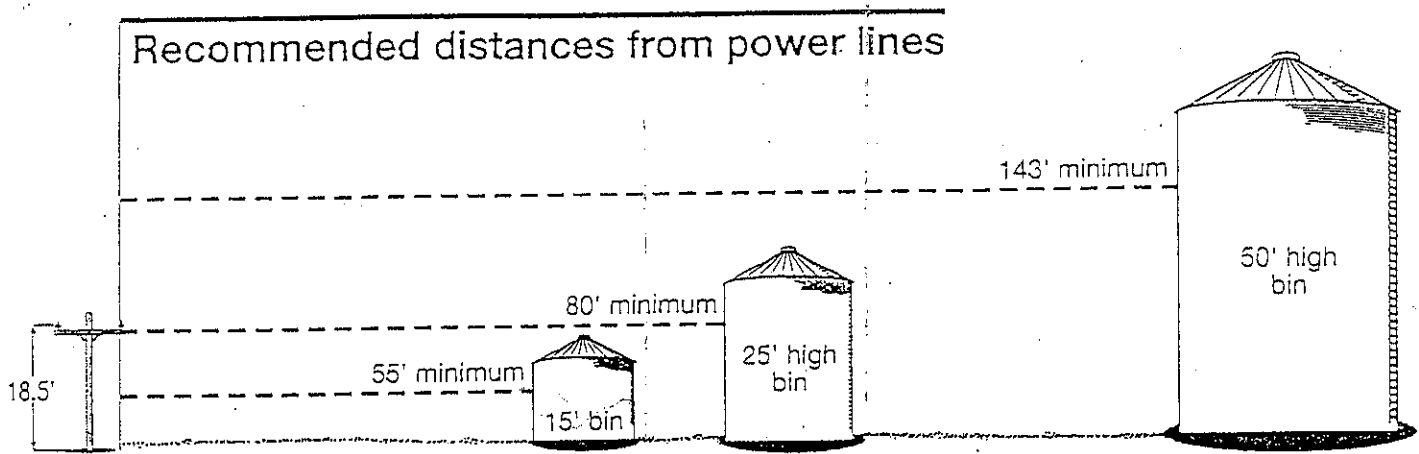 Recommended distances from power lines
143' minimum
50' high
bin
80' minimum
25' high
bin
55' minimum
15' bin
18.5'